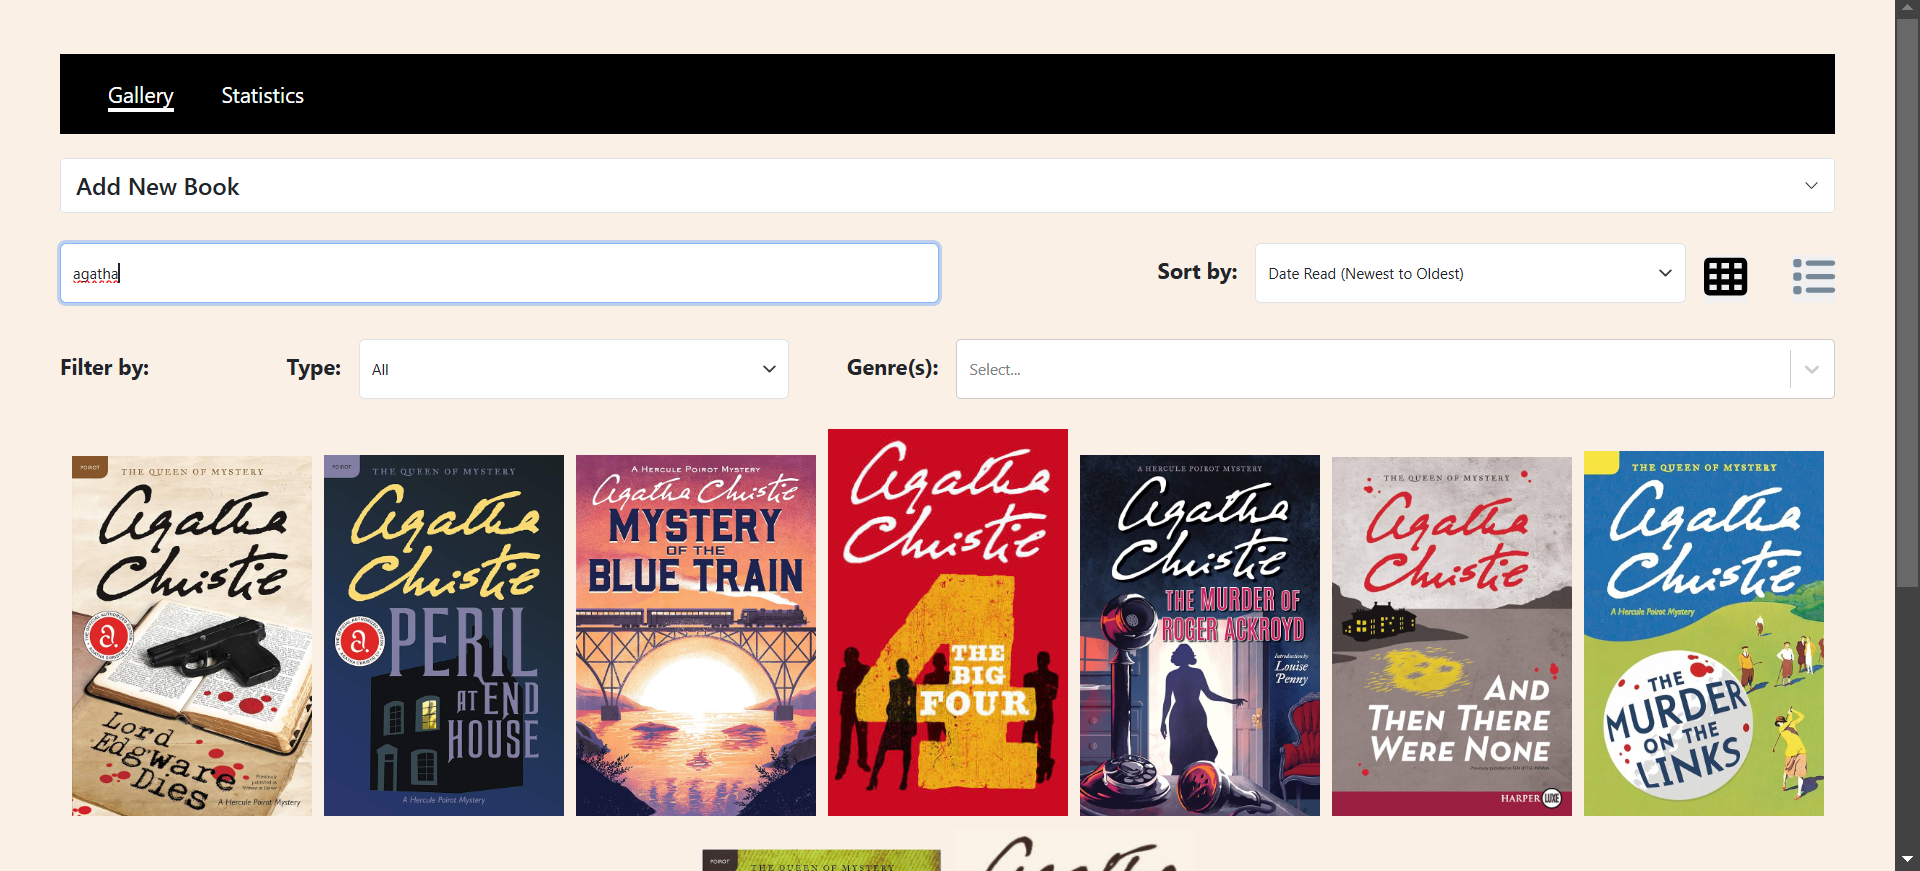 Gallery
Statistics
Add New Book
agatha
Sort by:
Date Read (Newest to Oldest)
Filter by:
Type:
All
Genre(s):
Select...
POIROT
THE QUEEN OF MYSTERY
Agatha
Christie
Lord
Edgware
Dies
A Hercule Poirot Mystery
POIROT
THE QUEEN OF MYSTERY
Agatha
Christie
PERIL
AT END
HOUSE
A Hercule Poirot Mystery
A HERCULE POIROT MYSTERY
Agatha Christie
MYSTERY
OF THE
BLUE TRAIN
Agatha
Christie
4
THE
BIG
FOUR
A HERCULE POIROT MYSTERY
Agatha
Christie
THE MURDER OF
ROGER ACKROYD
Introduction by
Louise
Penny
THE QUEEN OF MYSTERY
Agatha
Christie
AND
THEN THERE
WERE NONE
HARPER LUXE
THE QUEEN OF MYSTERY
Agatha
Christie
A Hercule Poirot Mystery
THE
MURDER
ON THE
LINKS
POIROT
THE QUEEN OF MYSTERY
Agatha